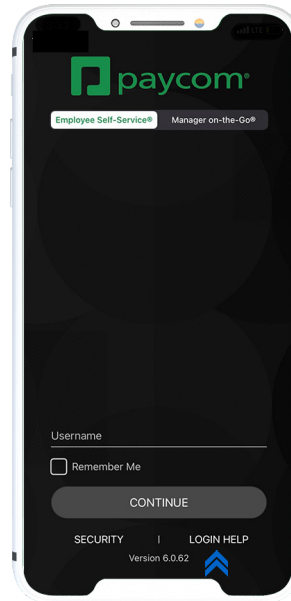 paycom®
Employee Self-Service® Manager on-the-Go®
Username
Remember Me
CONTINUE
SECURITY | LOGIN HELP
Version 6.0.62